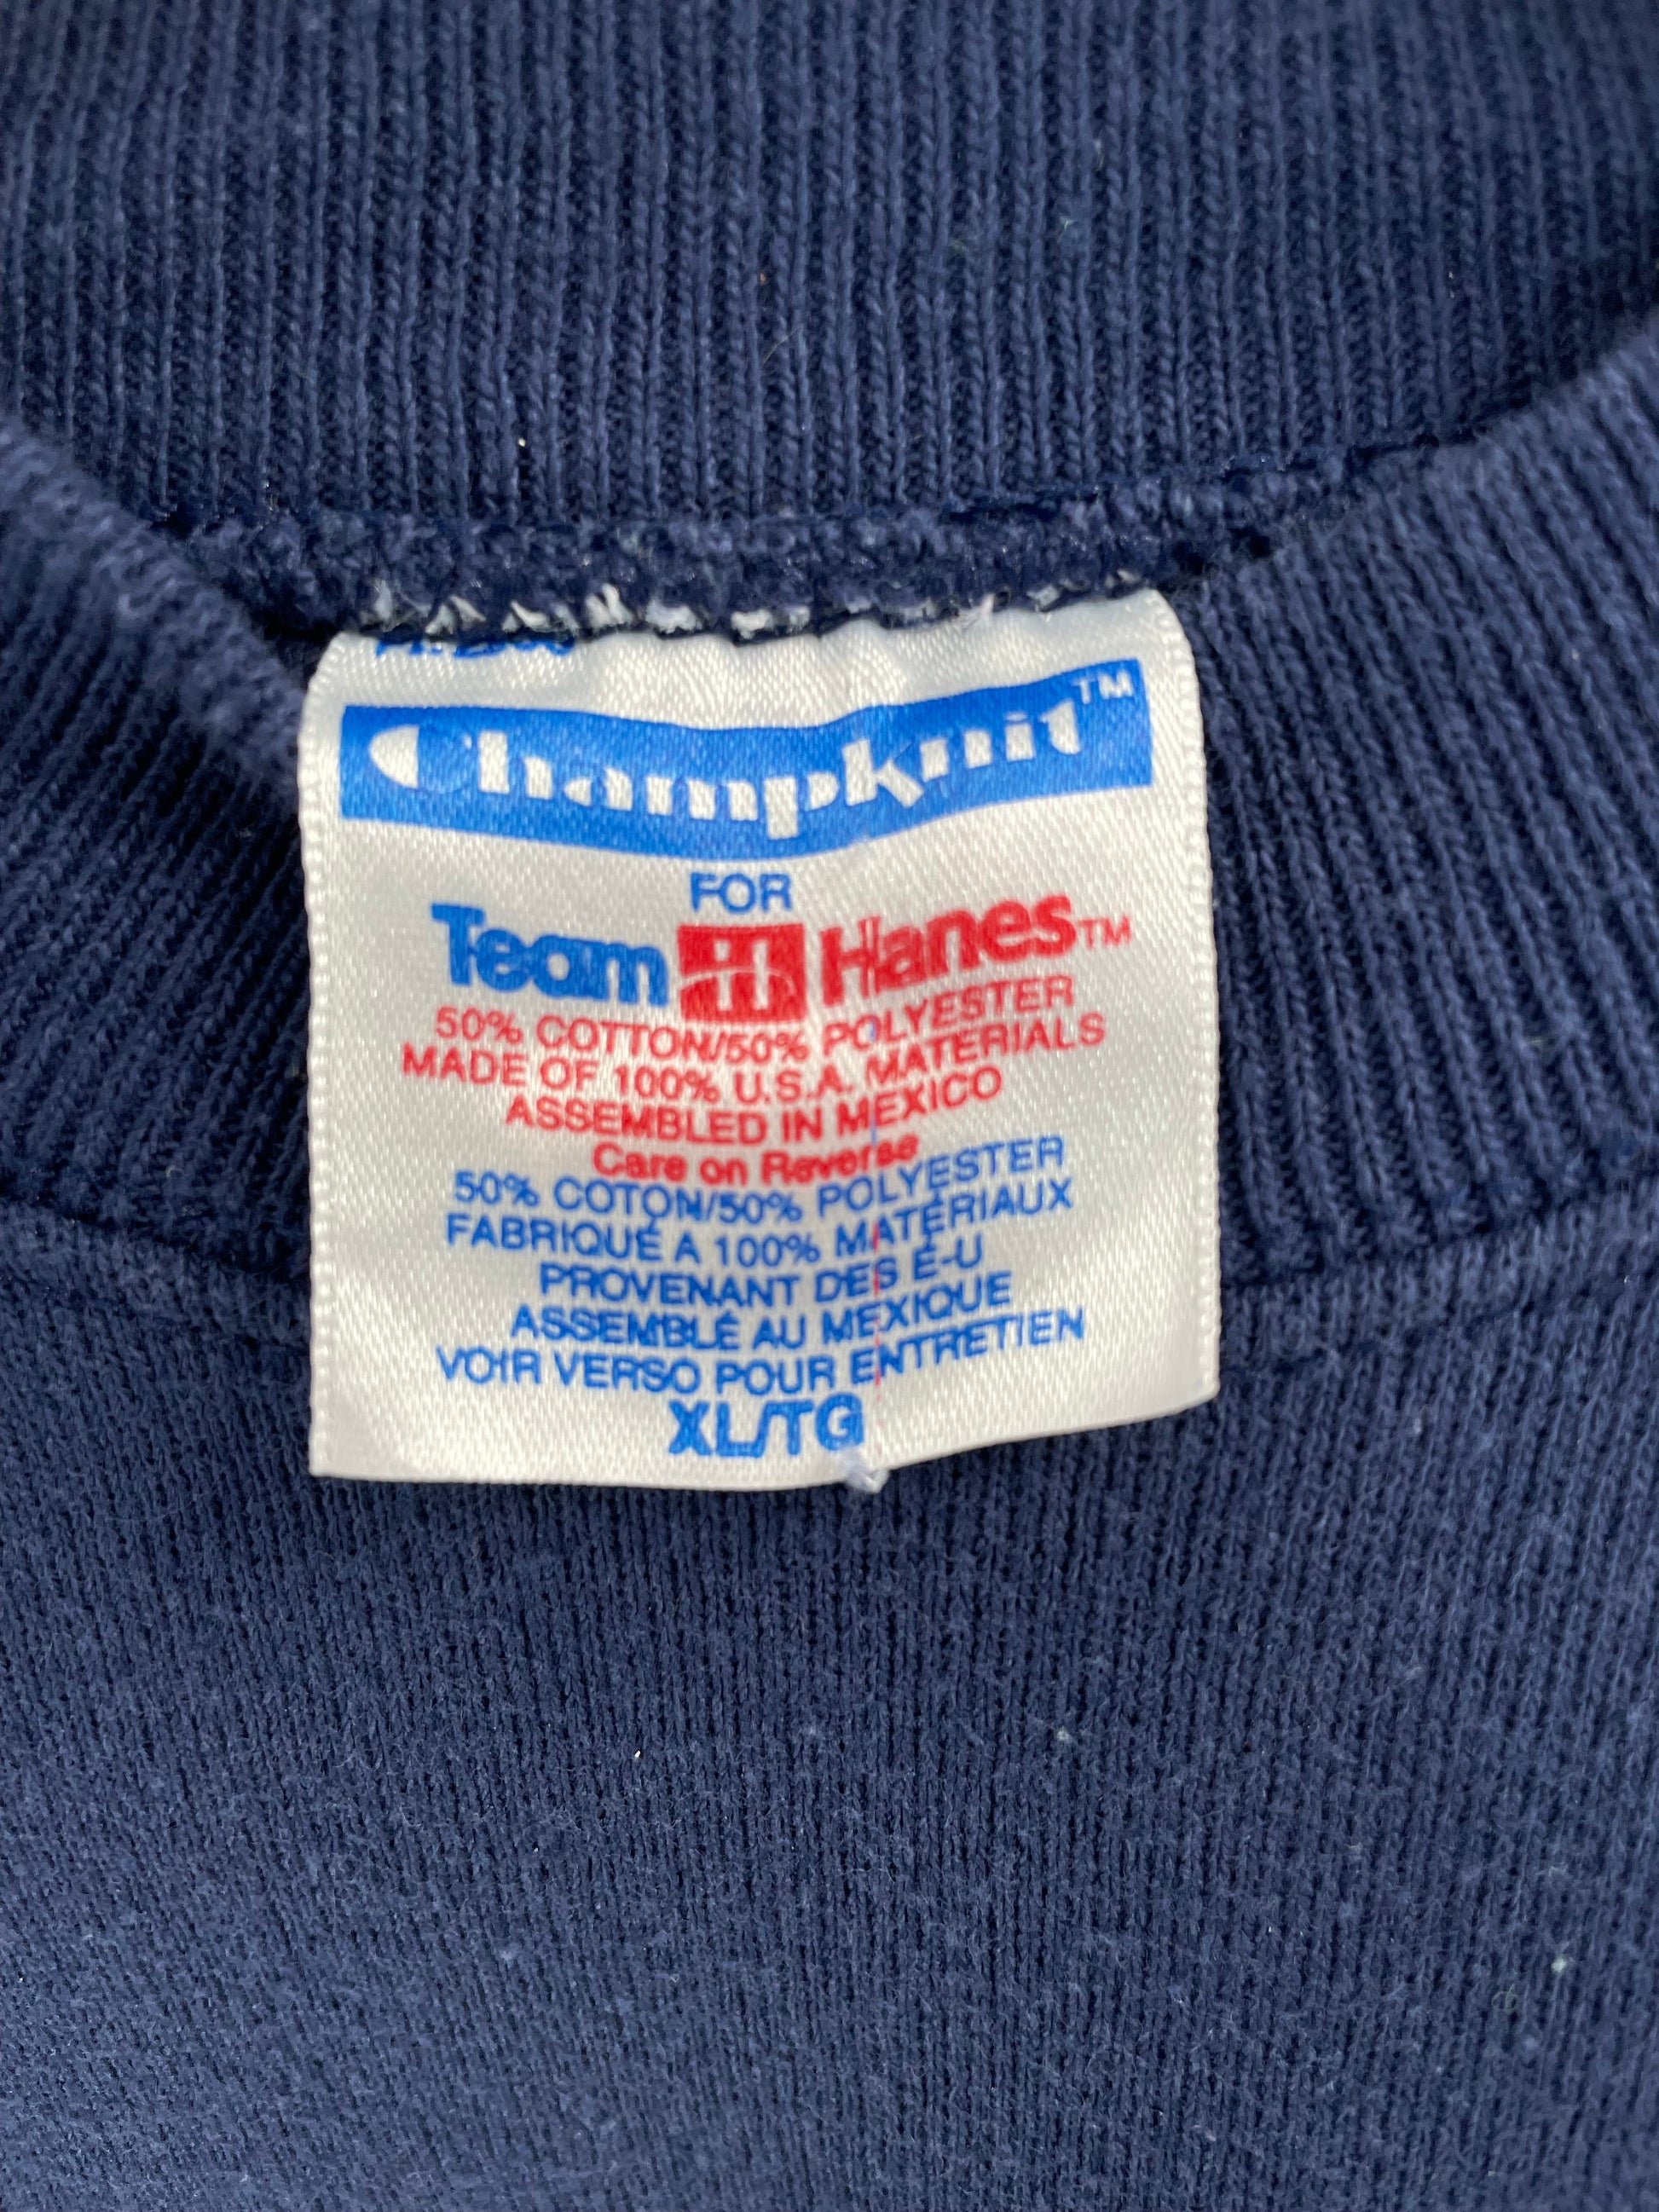 Champknit™
FOR
Team Hanes™
50% COTTON/50% POLYESTER
MADE OF 100% U.S.A. MATERIALS
ASSEMBLED IN MEXICO
Care on Reverse
50% COTON/50% POLYESTER
FABRIQUÉ A 100% MATÉRIAUX
PROVENANT DES É-U
ASSEMBLÉ AU MEXIQUE
VOIR VERSO POUR ENTRETIEN
XL/TG